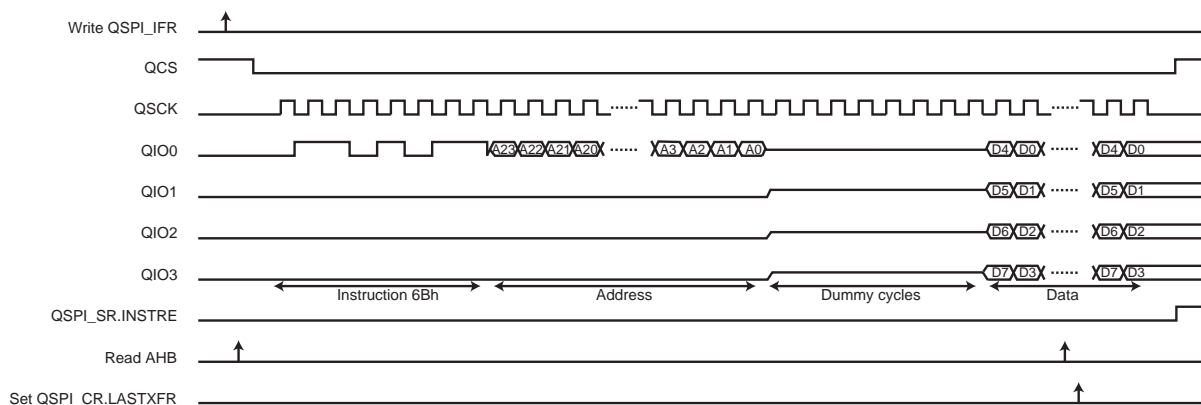 Write QSPI_IFR
QCS
QSCK
QIO0 A23 A22 A21 A20 A3 A2 A1 A0 D4 D0 D4 D0
QIO1 D5 D1 D5 D1
QIO2 D6 D2 D6 D2
QIO3 D7 D3 D7 D3
Instruction 6Bh Address Dummy cycles Data
QSPI_SR.INSTRE
Read AHB
Set QSPI_CR.LASTXFR